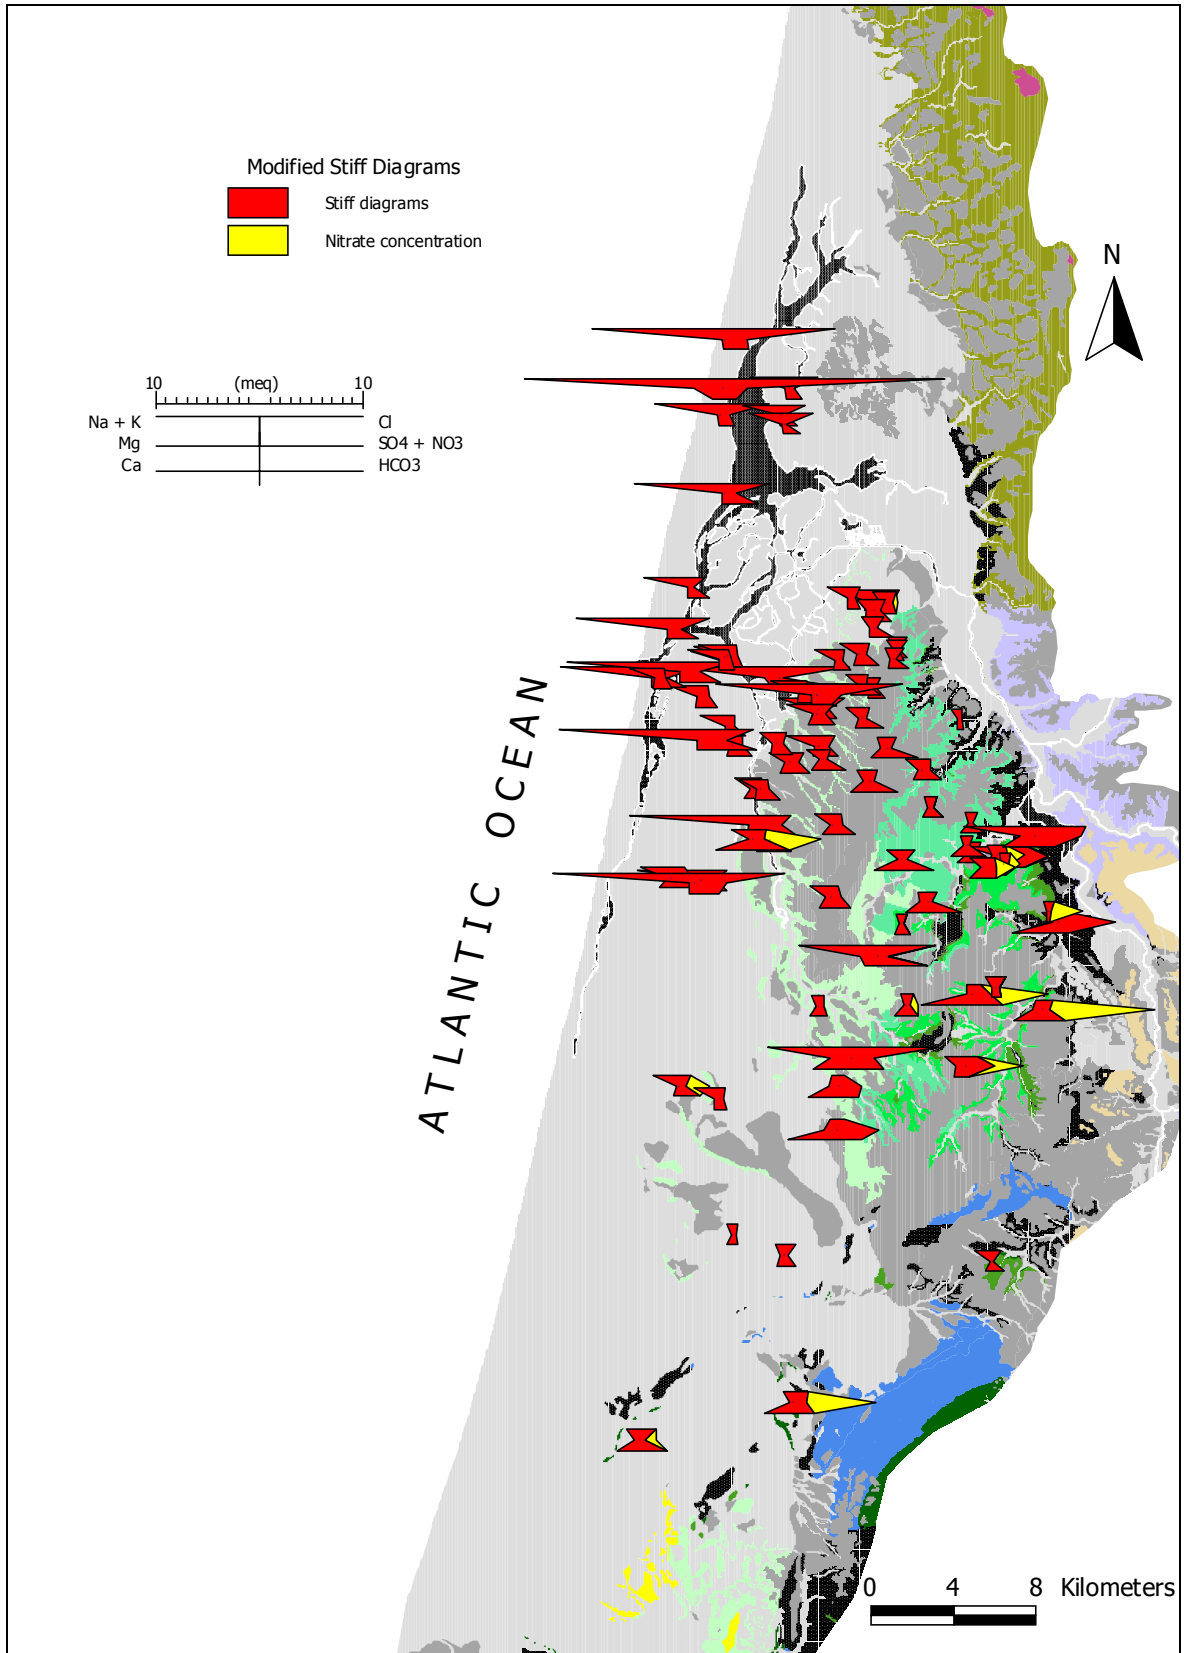 Modified Stiff Diagrams
Stiff diagrams
Nitrate concentration
N
10 (meq) 10
Na + K Cl
Mg SO4 + NO3
Ca HCO3
ATLANTIC OCEAN
0 4 8 Kilometers